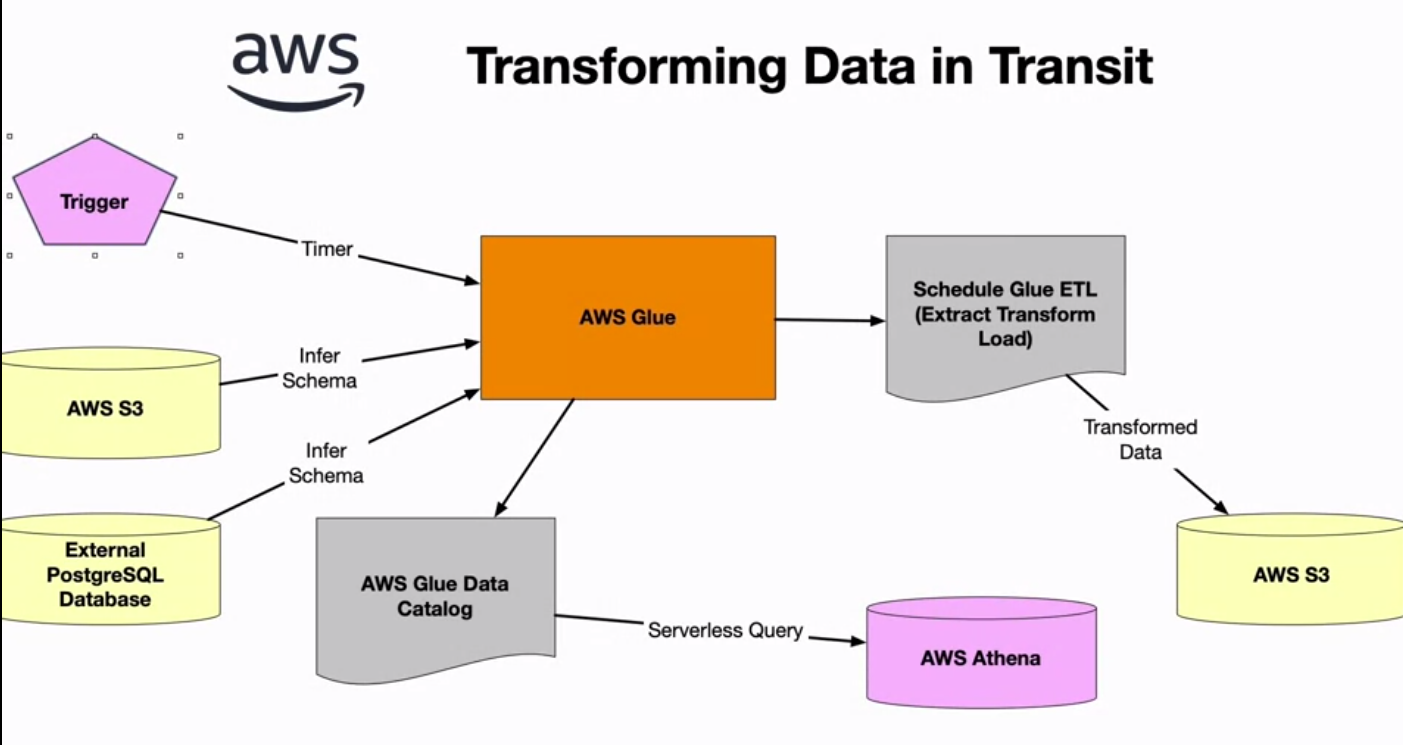 aws
Transforming Data in Transit
Trigger
Timer
AWS Glue
Schedule Glue ETL
(Extract Transform
Load)
Infer
Schema
AWS S3
Infer
Schema
Transformed
Data
External
PostgreSQL
Database
AWS Glue Data
Catalog
Serverless Query
AWS Athena
AWS S3